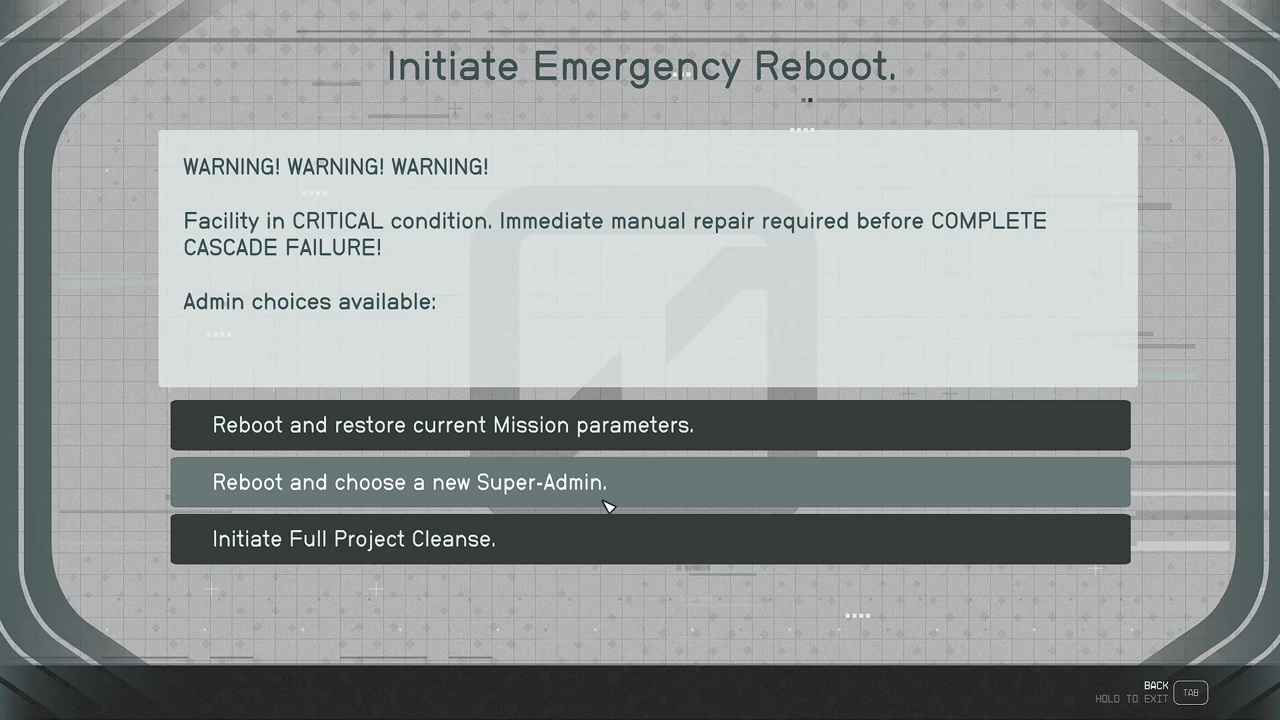 Initiate Emergency Reboot.
WARNING! WARNING! WARNING!
Facility in CRITICAL condition. Immediate manual repair required before COMPLETE
CASCADE FAILURE!
Admin choices available:
Reboot and restore current Mission parameters.
Reboot and choose a new Super-Admin.
Initiate Full Project Cleanse.
BACK
HOLD TO EXIT
TAB